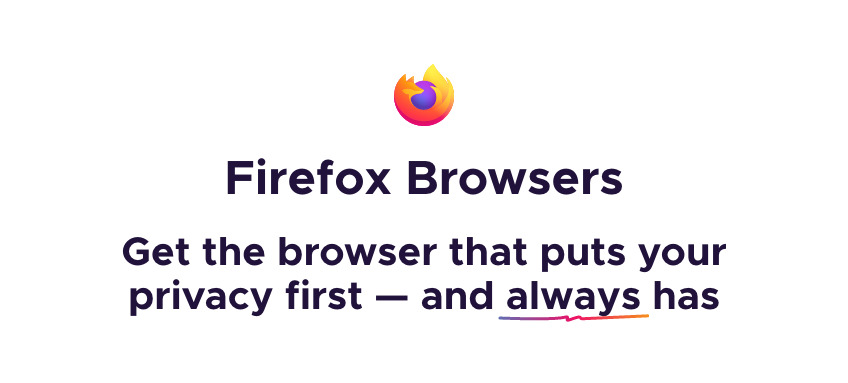 Firefox Browsers
Get the browser that puts your
privacy first — and always has